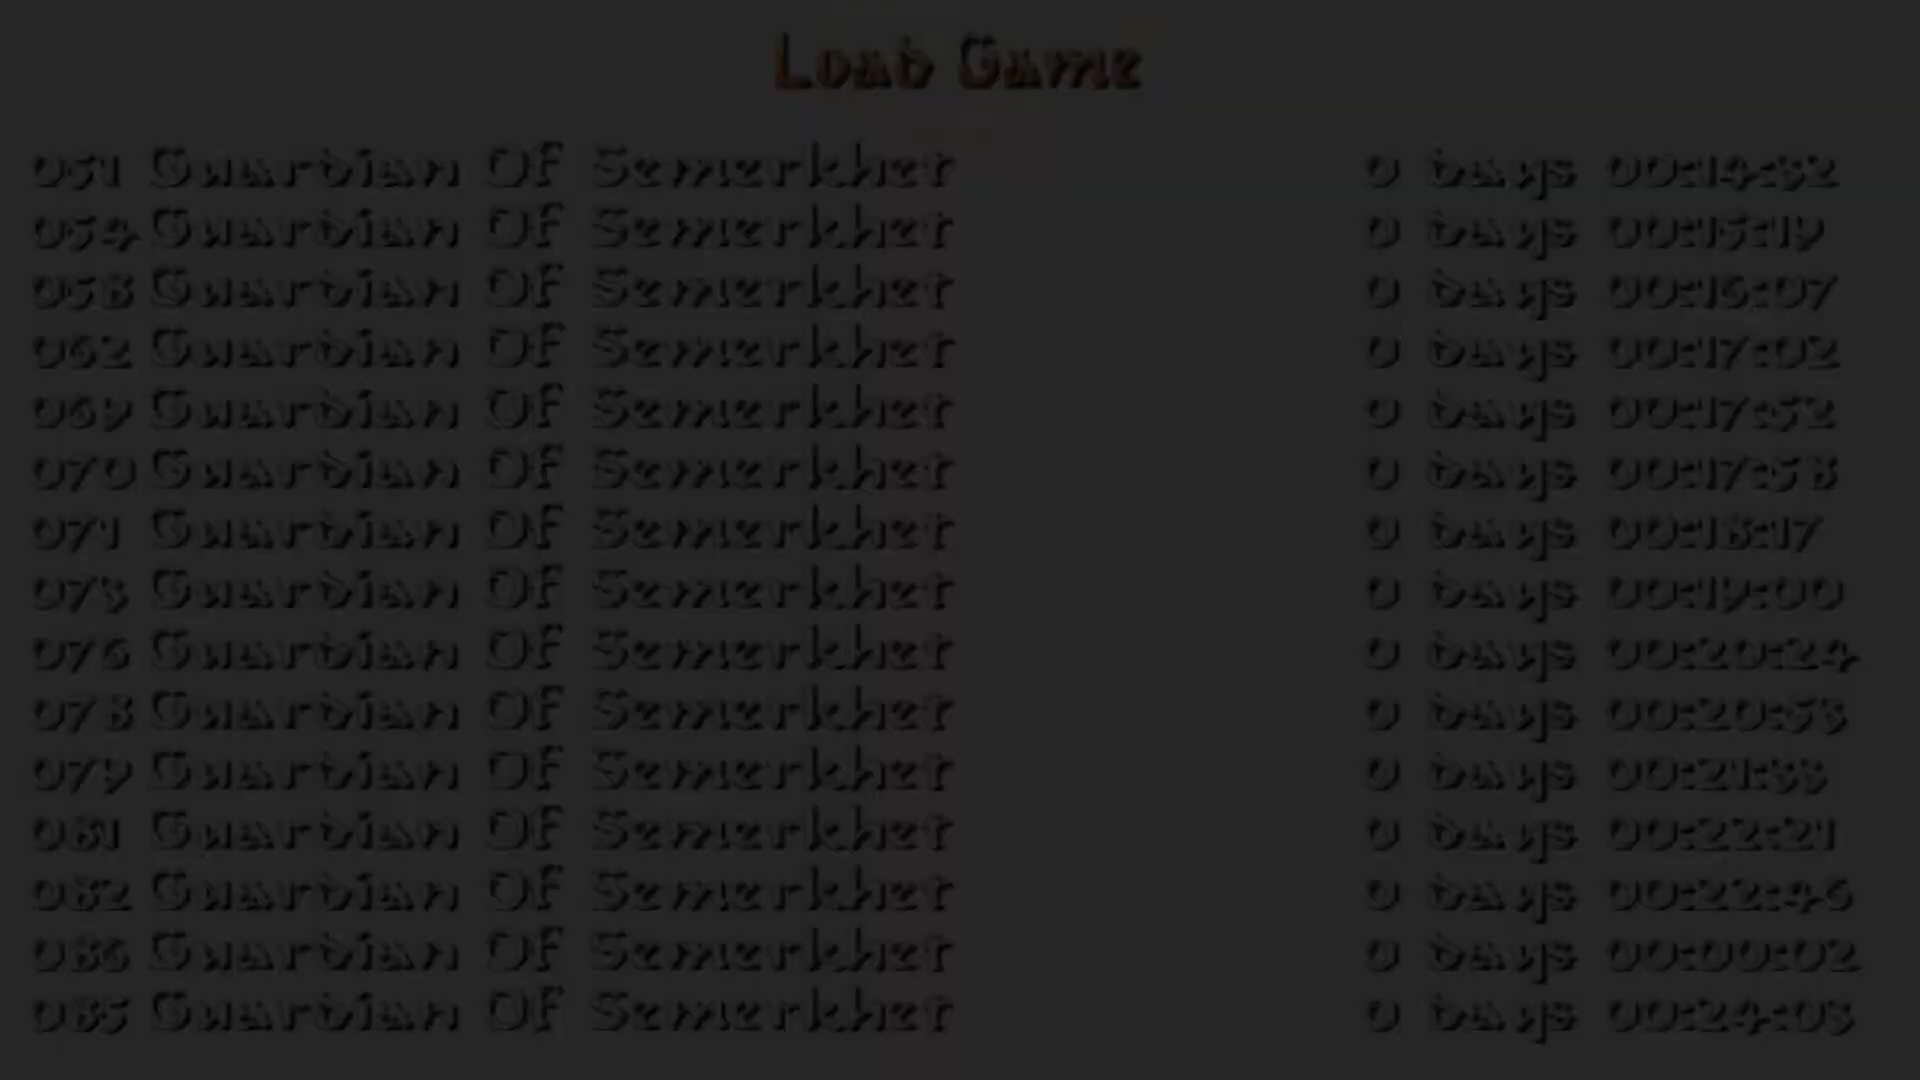 Load Game
051 Guardian Of Semerkhet 0 days 00:14:32
054 Guardian Of Semerkhet 0 days 00:15:19
058 Guardian Of Semerkhet 0 days 00:16:07
062 Guardian Of Semerkhet 0 days 00:17:02
069 Guardian Of Semerkhet 0 days 00:17:52
070 Guardian Of Semerkhet 0 days 00:17:58
071 Guardian Of Semerkhet 0 days 00:18:17
073 Guardian Of Semerkhet 0 days 00:19:00
076 Guardian Of Semerkhet 0 days 00:20:24
078 Guardian Of Semerkhet 0 days 00:20:53
079 Guardian Of Semerkhet 0 days 00:21:33
081 Guardian Of Semerkhet 0 days 00:22:21
082 Guardian Of Semerkhet 0 days 00:22:46
086 Guardian Of Semerkhet 0 days 00:00:02
085 Guardian Of Semerkhet 0 days 00:24:03